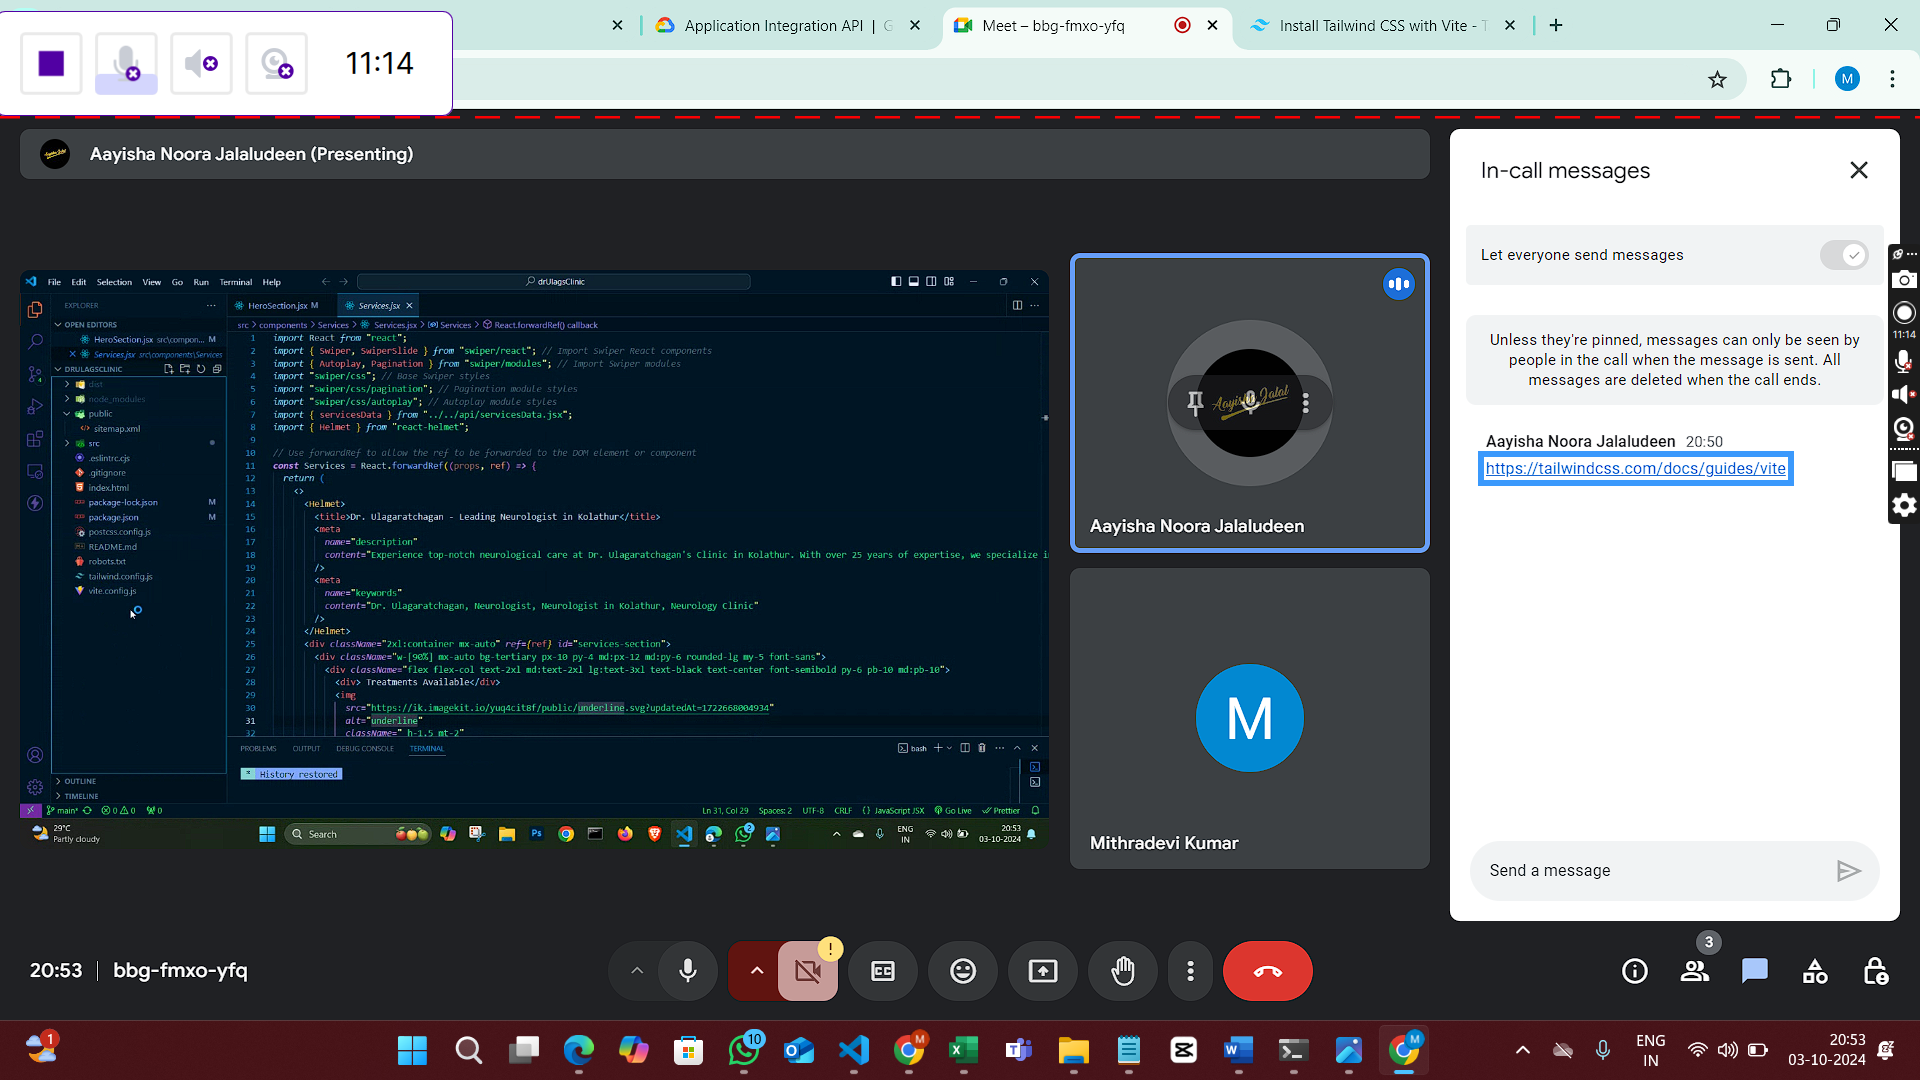 11:14
Application Integration API | G
Meet – bbg-fmxo-yfq
Install Tailwind CSS with Vite - T
M
Aayisha Noora Jalaludeen (Presenting)
In-call messages
Let everyone send messages
Unless they're pinned, messages can only be seen by
people in the call when the message is sent. All
messages are deleted when the call ends.
Aayisha Noora Jalaludeen 20:50
https://tailwindcss.com/docs/guides/vite
Send a message
11:14
File Edit Selection View Go Run Terminal Help
drUlagsClinic
EXPLORER
OPEN EDITORS
HeroSection.jsx src\compon... M
Services.jsx src\components\Services
DRULAGSCLINIC
dist
node_modules
public
sitemap.xml
src
.eslintrc.cjs
.gitignore
index.html
package-lock.json M
package.json M
postcss.config.js
README.md
robots.txt
tailwind.config.js
vite.config.js
OUTLINE
TIMELINE
HeroSection.jsx M
Services.jsx
src > components > Services > Services.jsx > Services > React.forwardRef() callback
1 import React from "react";
2 import { Swiper, SwiperSlide } from "swiper/react"; // Import Swiper React components
3 import { Autoplay, Pagination } from "swiper/modules"; // Import Swiper modules
4 import "swiper/css"; // Base Swiper styles
5 import "swiper/css/pagination"; // Pagination module styles
6 import "swiper/css/autoplay"; // Autoplay module styles
7 import { servicesData } from "../../api/servicesData.jsx";
8 import { Helmet } from "react-helmet";
9
10 // Use forwardRef to allow the ref to be forwarded to the DOM element or component
11 const Services = React.forwardRef((props, ref) => {
12 return (
13 <>
14 <Helmet>
15 <title>Dr. Ulagaratchagan - Leading Neurologist in Kolathur</title>
16 <meta
17 name="description"
18 content="Experience top-notch neurological care at Dr. Ulagaratchagan's Clinic in Kolathur. With over 25 years of expertise, we specialize i
19 />
20 <meta
21 name="keywords"
22 content="Dr. Ulagaratchagan, Neurologist, Neurologist in Kolathur, Neurology Clinic"
23 />
24 </Helmet>
25 <div className="2xl:container mx-auto" ref={ref} id="services-section">
26 <div className="w-[90%] mx-auto bg-tertiary px-10 py-4 md:px-12 md:py-6 rounded-lg my-5 font-sans">
27 <div className="flex flex-col text-2xl md:text-2xl lg:text-3xl text-black text-center font-semibold py-6 pb-10 md:pb-10">
28 <div> Treatments Available</div>
29 <img
30 src="https://ik.imagekit.io/yuq4cit8f/public/underline.svg?updatedAt=1722668004934"
31 alt="underline"
32 className=" h-1.5 mt-2"
PROBLEMS OUTPUT DEBUG CONSOLE TERMINAL
bash
* History restored
main* 0 0 0
Ln 31, Col 29 Spaces: 2 UTF-8 CRLF {} JavaScript JSX Go Live Prettier
29°C
Partly cloudy
Search
ENG
IN
20:53
03-10-2024
Aayisha Jalal
Aayisha Noora Jalaludeen
M
Mithradevi Kumar
20:53 | bbg-fmxo-yfq
3
1
10
M
M
ENG
IN
20:53
03-10-2024